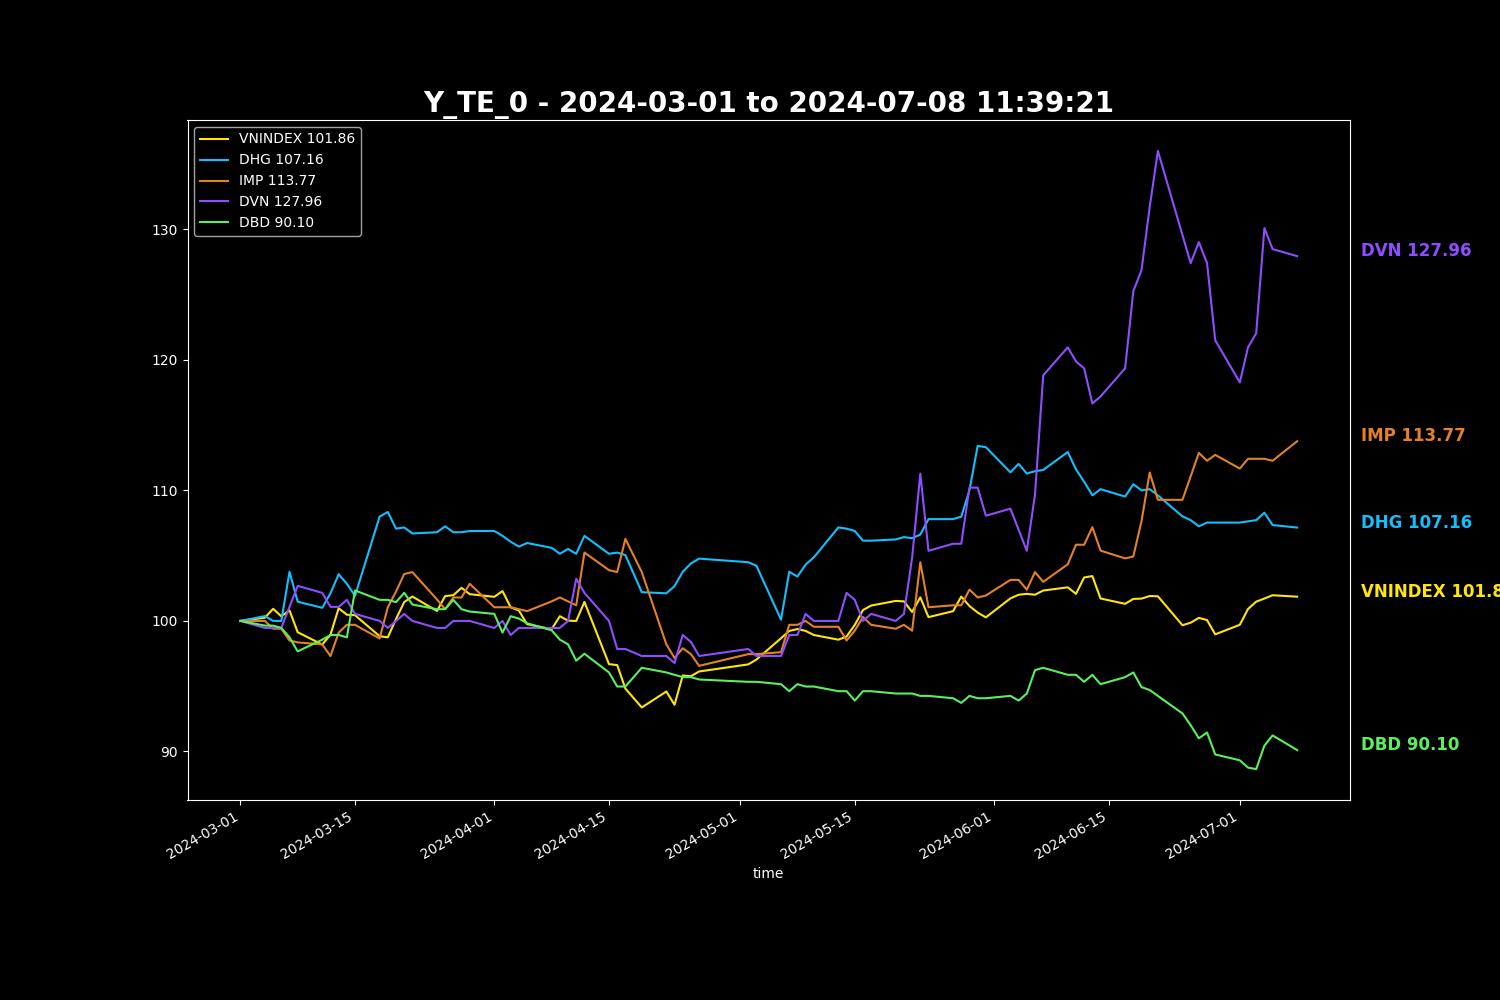 Y_TE_0 - 2024-03-01 to 2024-07-08 11:39:21
VNINDEX 101.86
DHG 107.16
IMP 113.77
DVN 127.96
DBD 90.10
130
120
110
100
90
DVN 127.96
IMP 113.77
DHG 107.16
VNINDEX 101.8
DBD 90.10
2024-03-01
2024-03-15
2024-04-01
2024-04-15
2024-05-01
2024-05-15
2024-06-01
2024-06-15
2024-07-01
time